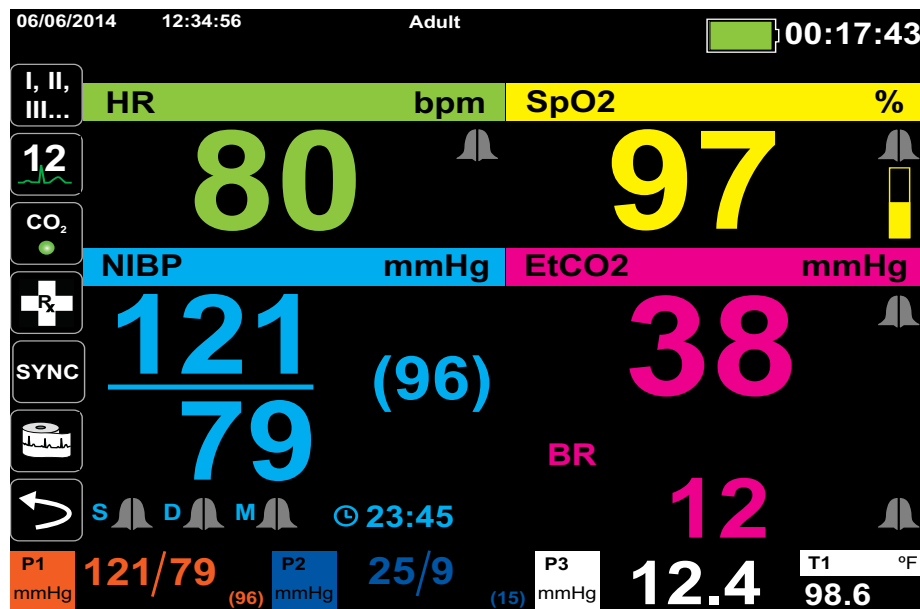 06/06/2014 12:34:56 Adult 00:17:43
I, II,
III...
HR bpm SpO2 %
12
80 97
CO2
NIBP mmHg EtCO2 mmHg
Rx
121 38
SYNC
(96)
79
BR
12
S D M 23:45
P1 121/79 P2 25/9 P3 12.4 T1 ºF
mmHg (96) mmHg (15) mmHg 98.6